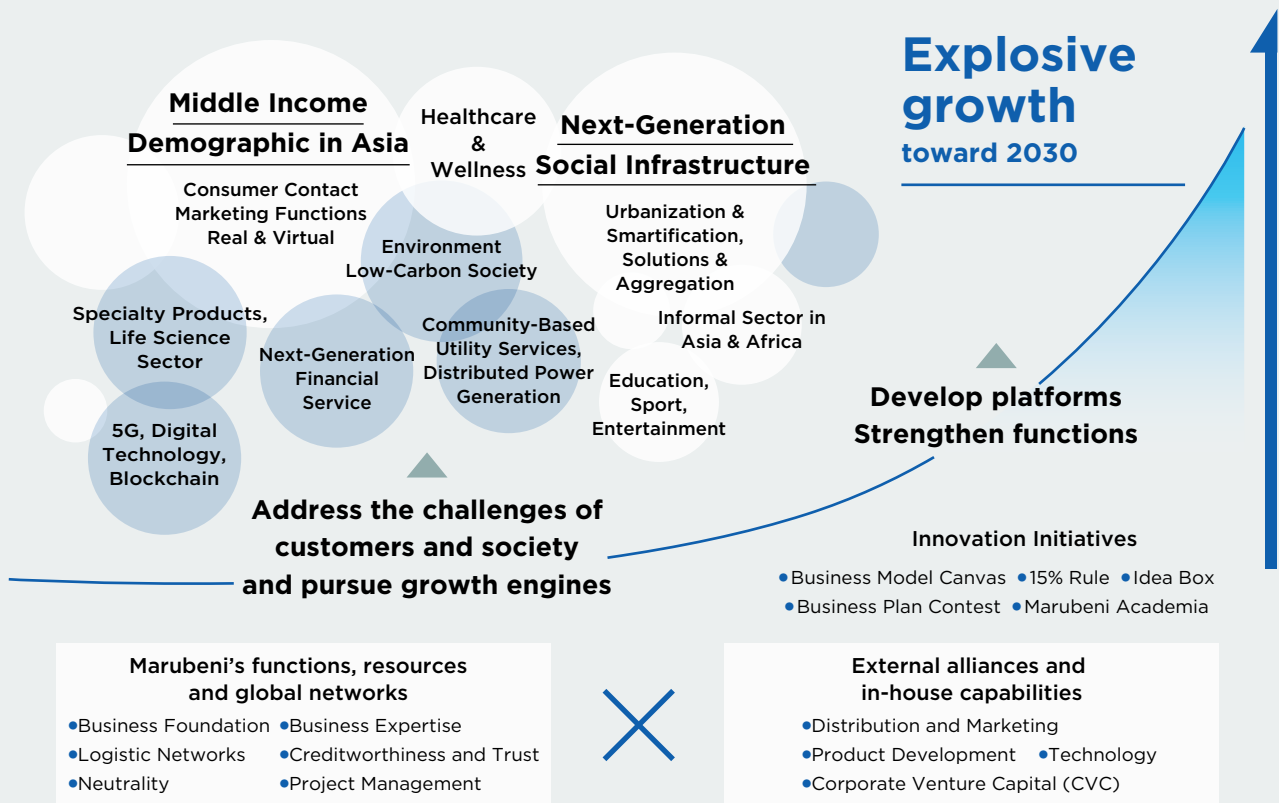 Explosive
growth
toward 2030
Middle Income
Demographic in Asia
Consumer Contact
Marketing Functions
Real & Virtual
Healthcare
&
Wellness
Next-Generation
Social Infrastructure
Urbanization &
Smartification,
Solutions &
Aggregation
Environment
Low-Carbon Society
Specialty Products,
Life Science
Sector
Next-Generation
Financial
Service
Community-Based
Utility Services,
Distributed Power
Generation
Informal Sector in
Asia & Africa
Education,
Sport,
Entertainment
5G, Digital
Technology,
Blockchain
Develop platforms
Strengthen functions
Address the challenges of
customers and society
and pursue growth engines
Innovation Initiatives
•Business Model Canvas •15% Rule •Idea Box
•Business Plan Contest •Marubeni Academia
Marubeni's functions, resources
and global networks
•Business Foundation •Business Expertise
•Logistic Networks •Creditworthiness and Trust
•Neutrality •Project Management
External alliances and
in-house capabilities
•Distribution and Marketing
•Product Development •Technology
•Corporate Venture Capital (CVC)